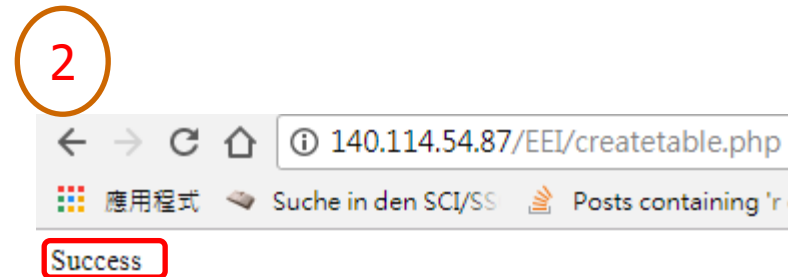 2
140.114.54.87/EEI/createtable.php
應用程式 Suche in den SCI/SS Posts containing 'r
Success